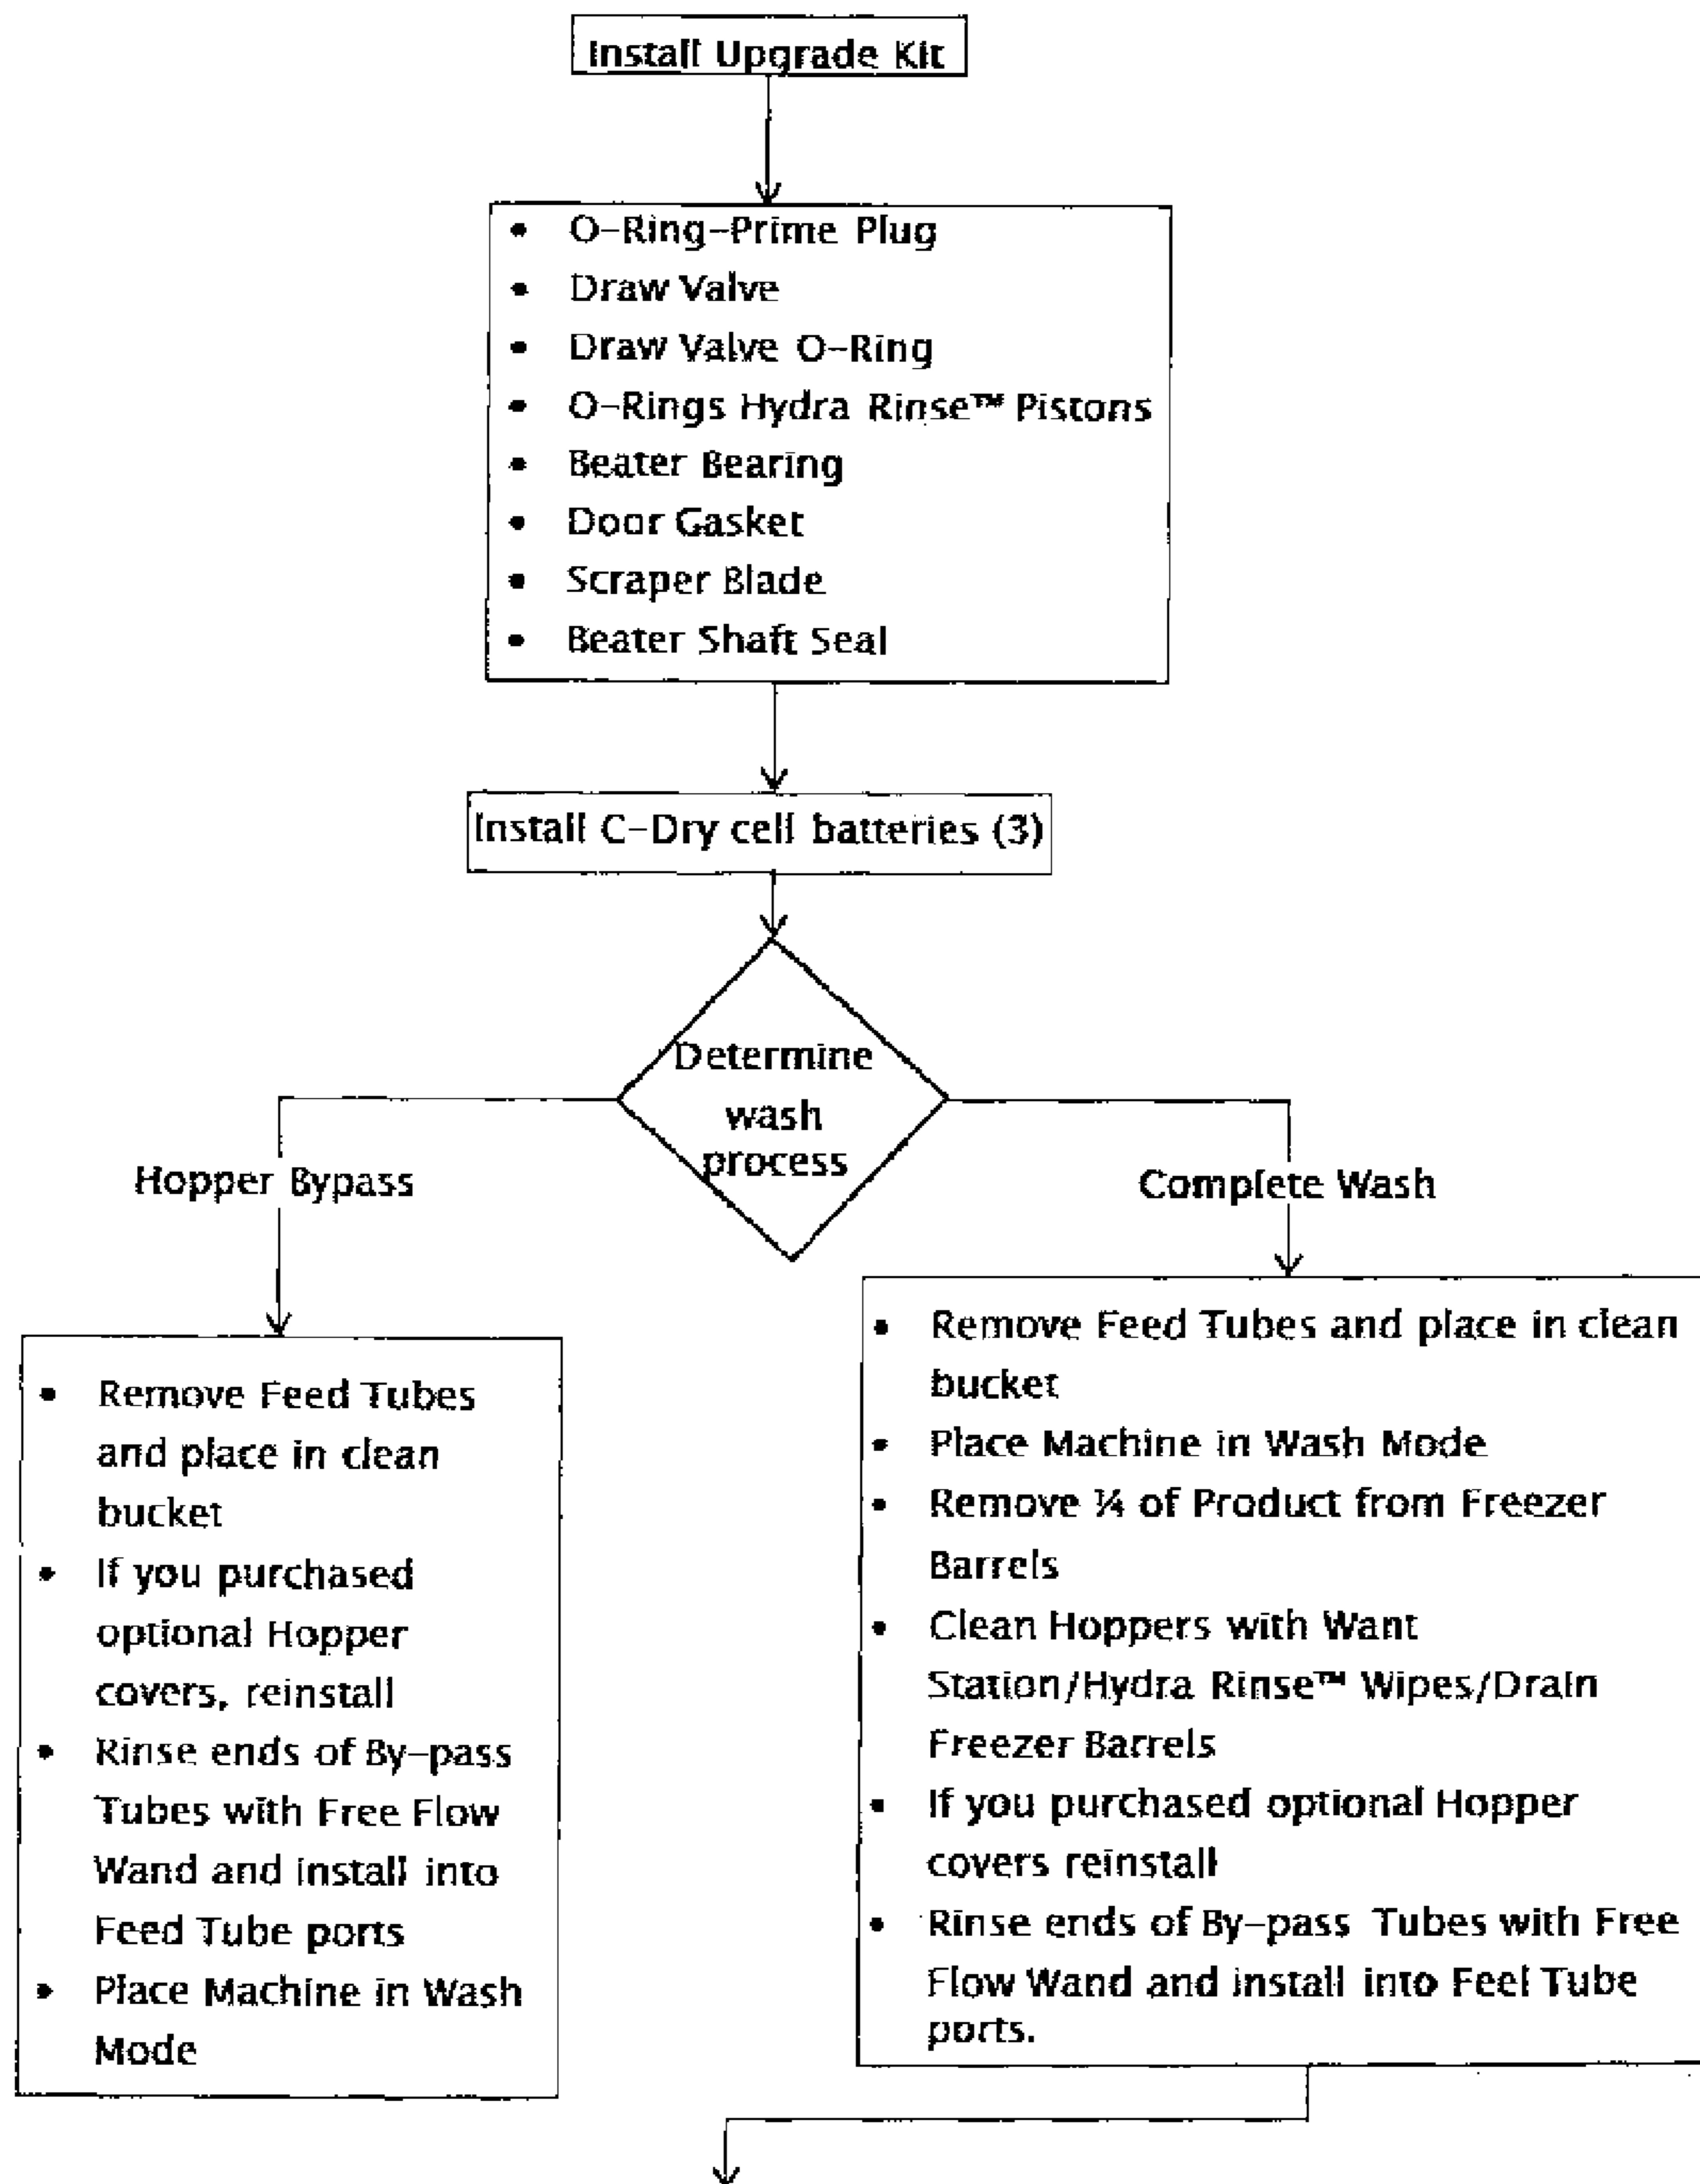 Install Upgrade Kit
• O-Ring-Prime Plug
• Draw Valve
• Draw Valve O-Ring
• O-Rings Hydra Rinse™ Pistons
• Beater Bearing
• Door Gasket
• Scraper Blade
• Beater Shaft Seal
Install C-Dry cell batteries (3)
Determine
wash
process
Hopper Bypass
• Remove Feed Tubes
and place in clean
bucket
• If you purchased
optional Hopper
covers, reinstall
• Rinse ends of By-pass
Tubes with Free Flow
Wand and install into
Feed Tube ports
• Place Machine in Wash
Mode
Complete Wash
• Remove Feed Tubes and place in clean
bucket
• Place Machine in Wash Mode
• Remove ¼ of Product from Freezer
Barrels
• Clean Hoppers with Want
Station/Hydra Rinse™ Wipes/Drain
Freezer Barrels
• If you purchased optional Hopper
covers reinstall
• Rinse ends of By-pass Tubes with Free
Flow Wand and install into Feel Tube
ports.